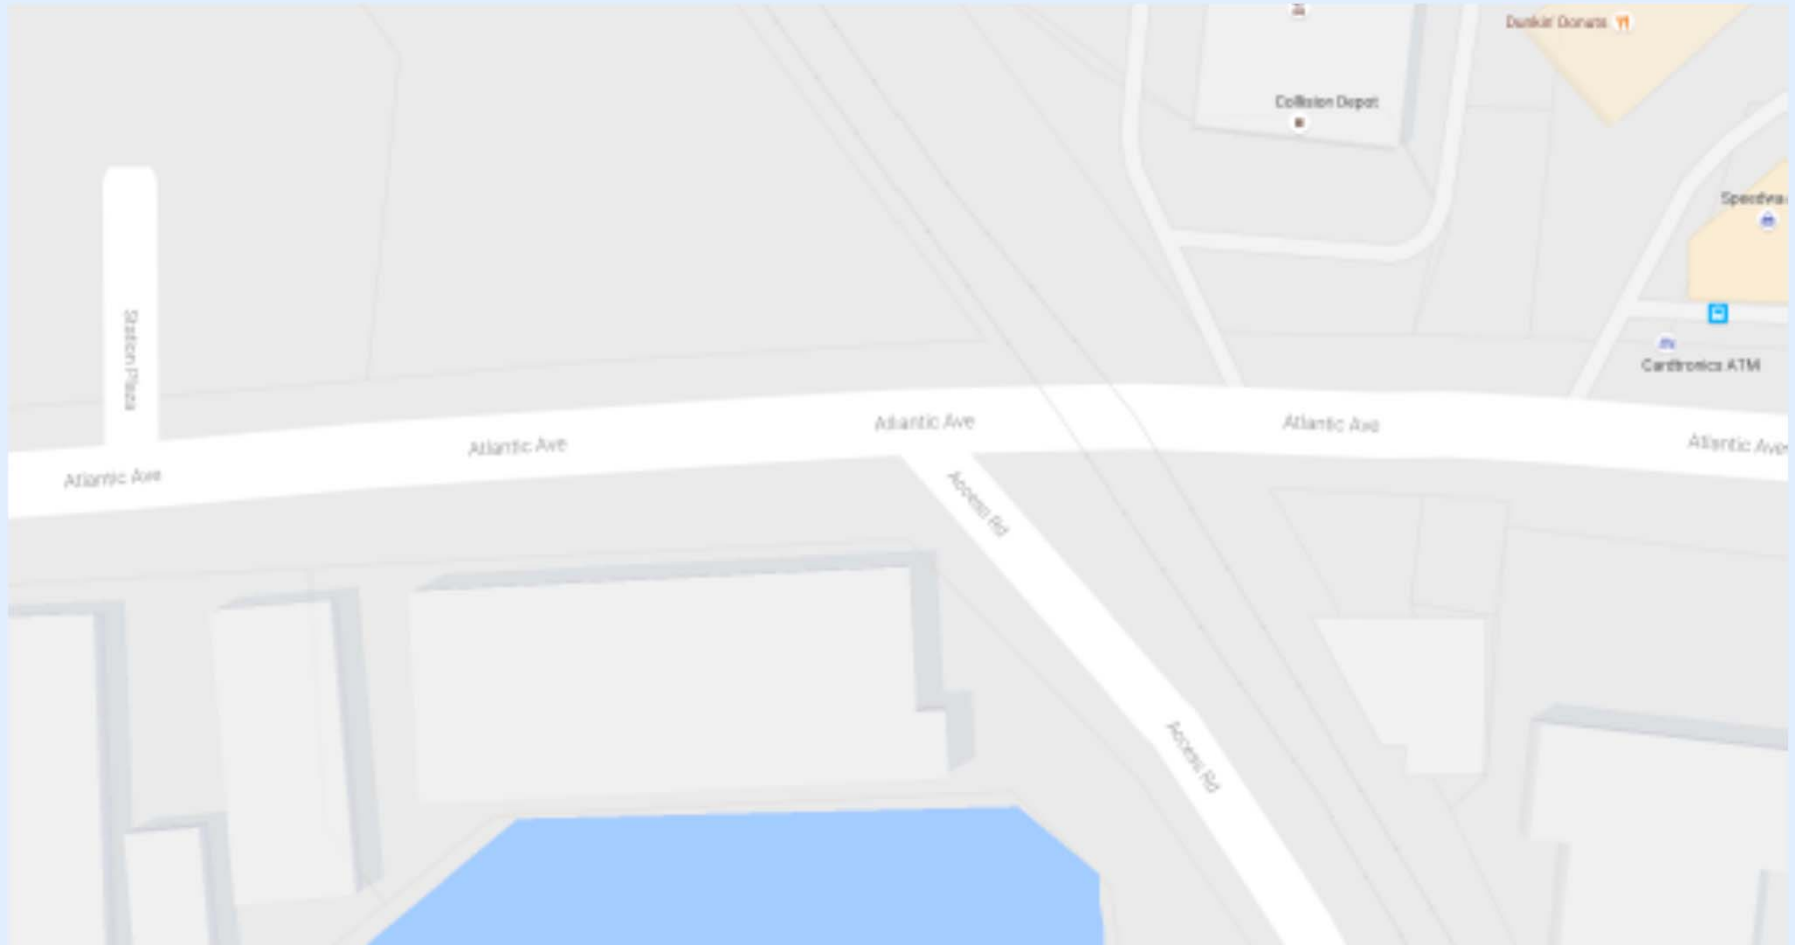 Dunkin' Donuts
Collision Depot
Speedwa
Station Plaza
Cardtronics ATM
Atlantic Ave
Atlantic Ave
Atlantic Ave
Atlantic Ave
Atlantic Ave
Access Rd
Access Rd